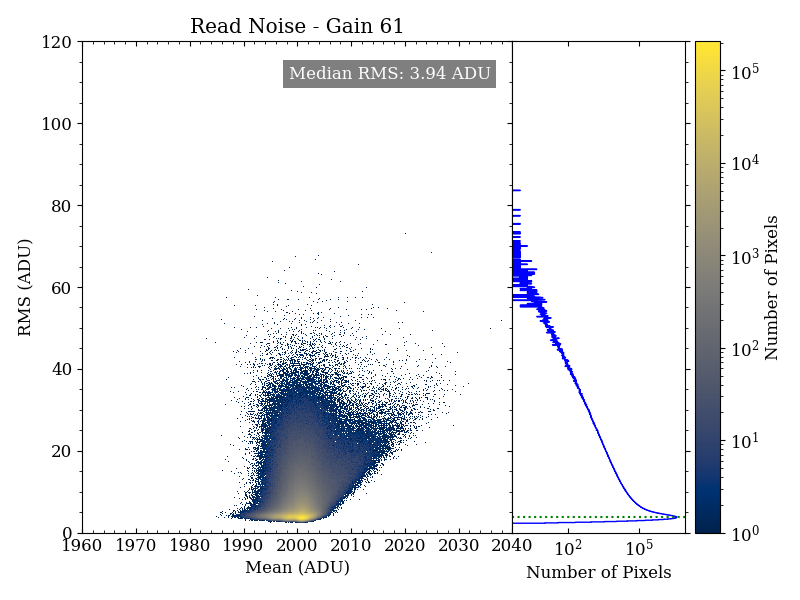 Read Noise - Gain 61
Median RMS: 3.94 ADU
RMS (ADU)
120
100
80
60
40
20
0
1960 1970 1980 1990 2000 2010 2020 2030 2040
Mean (ADU)
10^2 10^5
Number of Pixels
10^5
10^4
10^3
10^2
10^1
10^0
Number of Pixels